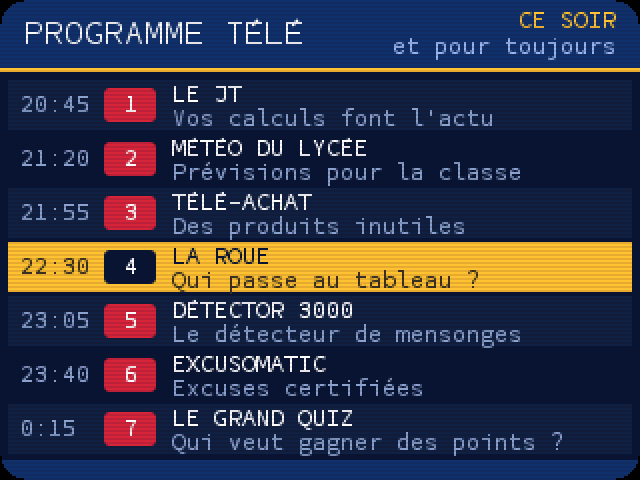 PROGRAMME TÉLÉ
CE SOIR
et pour toujours
20:45 1 LE JT
Vos calculs font l'actu
21:20 2 MÉTÉO DU LYCÉE
Prévisions pour la classe
21:55 3 TÉLÉ-ACHAT
Des produits inutiles
22:30 4 LA ROUE
Qui passe au tableau ?
23:05 5 DÉTECTOR 3000
Le détecteur de mensonges
23:40 6 EXCUSOMATIC
Excuses certifiées
0:15 7 LE GRAND QUIZ
Qui veut gagner des points ?